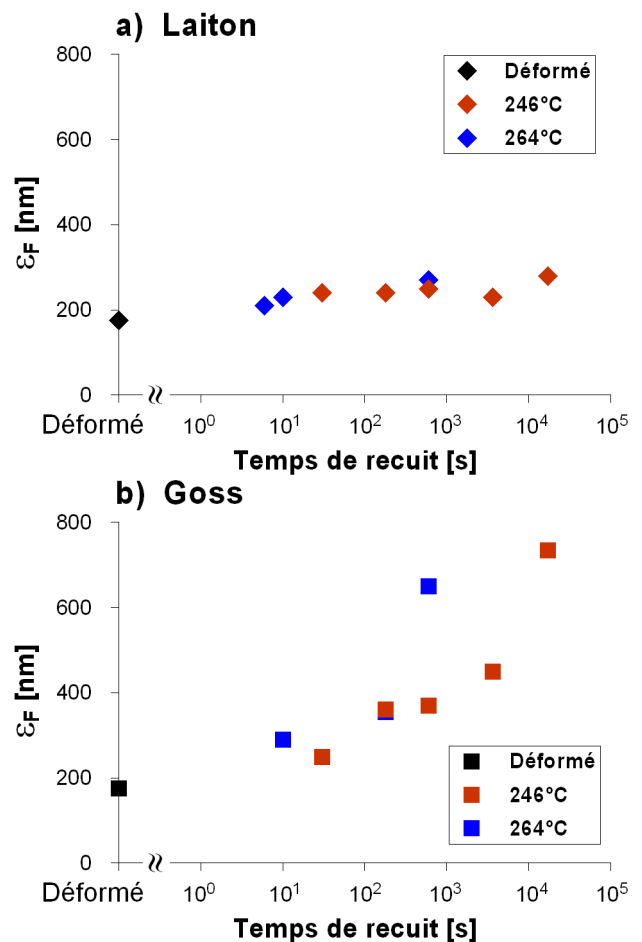 a) Laiton
800
600
400
200
0
εF [nm]
Déformé
246°C
264°C
Déformé
10⁰
10¹
10²
10³
10⁴
10⁵
Temps de recuit [s]
b) Goss
800
600
400
200
0
εF [nm]
Déformé
246°C
264°C
Déformé
10⁰
10¹
10²
10³
10⁴
10⁵
Temps de recuit [s]